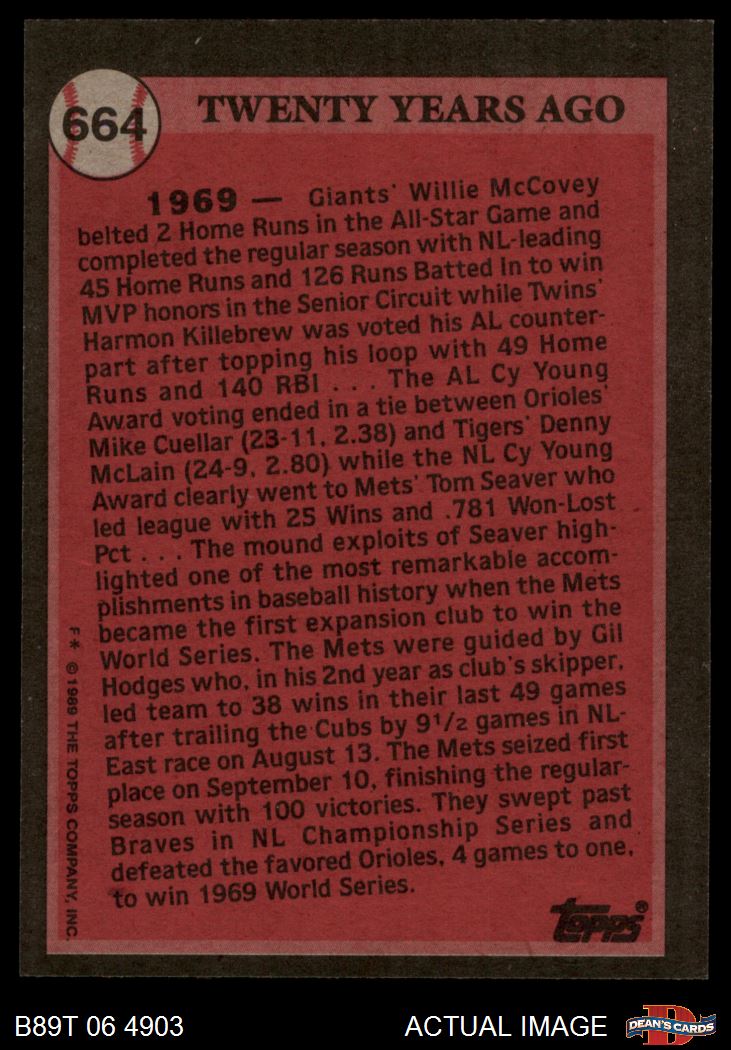 664
TWENTY YEARS AGO
1969 — Giants' Willie McCovey
belted 2 Home Runs in the All-Star Game and
completed the regular season with NL-leading
45 Home Runs and 126 Runs Batted In to win
MVP honors in the Senior Circuit while Twins'
Harmon Killebrew was voted his AL counter-
part after topping his loop with 49 Home
Runs and 140 RBI . . . The AL Cy Young
Award voting ended in a tie between Orioles'
Mike Cuellar (23-11, 2.38) and Tigers' Denny
McLain (24-9, 2.80) while the NL Cy Young
Award clearly went to Mets' Tom Seaver who
led league with 25 Wins and .781 Won-Lost
Pct . . . The mound exploits of Seaver high-
lighted one of the most remarkable accom-
plishments in baseball history when the Mets
became the first expansion club to win the
World Series. The Mets were guided by Gil
Hodges who, in his 2nd year as club's skipper,
led team to 38 wins in their last 49 games
after trailing the Cubs by 9 1/2 games in NL-
East race on August 13. The Mets seized first
place on September 10, finishing the regular-
season with 100 victories. They swept past
Braves in NL Championship Series and
defeated the favored Orioles, 4 games to one,
to win 1969 World Series.
F* © 1989 THE TOPPS COMPANY, INC.
topps®
B89T 06 4903
ACTUAL IMAGE
D
DEAN'S CARDS